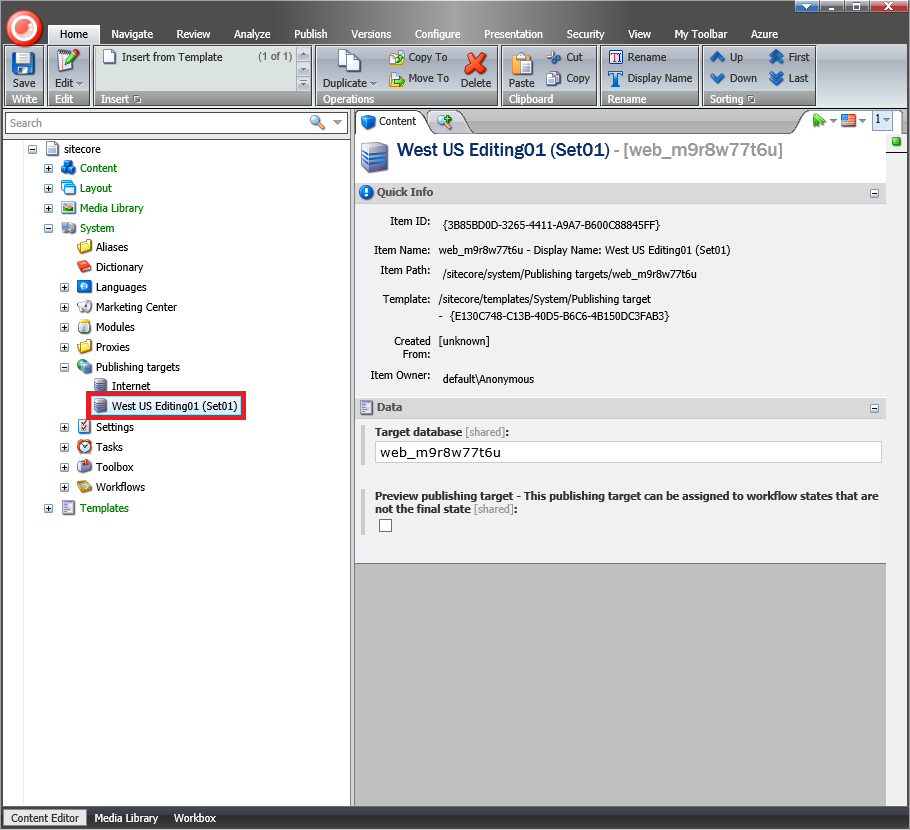 Home Navigate Review Analyze Publish Versions Configure Presentation Security View My Toolbar Azure
Save
Write
Edit
Edit
Insert from Template (1 of 1)
Insert
Duplicate
Copy To
Move To
Delete
Operations
Paste
Cut
Copy
Clipboard
Rename
Display Name
Rename
Up
Down
First
Last
Sorting
Search
sitecore
Content
Layout
Media Library
System
Aliases
Dictionary
Languages
Marketing Center
Modules
Proxies
Publishing targets
Internet
West US Editing01 (Set01)
Settings
Tasks
Toolbox
Workflows
Templates
Content
1
West US Editing01 (Set01) - [web_m9r8w77t6u]
Quick Info
Item ID: {3B85BD0D-3265-4411-A9A7-B600C88845FF}
Item Name: web_m9r8w77t6u - Display Name: West US Editing01 (Set01)
Item Path: /sitecore/system/Publishing targets/web_m9r8w77t6u
Template: /sitecore/templates/System/Publishing target
- {E130C748-C13B-40D5-B6C6-4B150DC3FAB3}
Created From: [unknown]
Item Owner: default\Anonymous
Data
Target database [shared]:
web_m9r8w77t6u
Preview publishing target - This publishing target can be assigned to workflow states that are
not the final state [shared]:
Content Editor Media Library Workbox